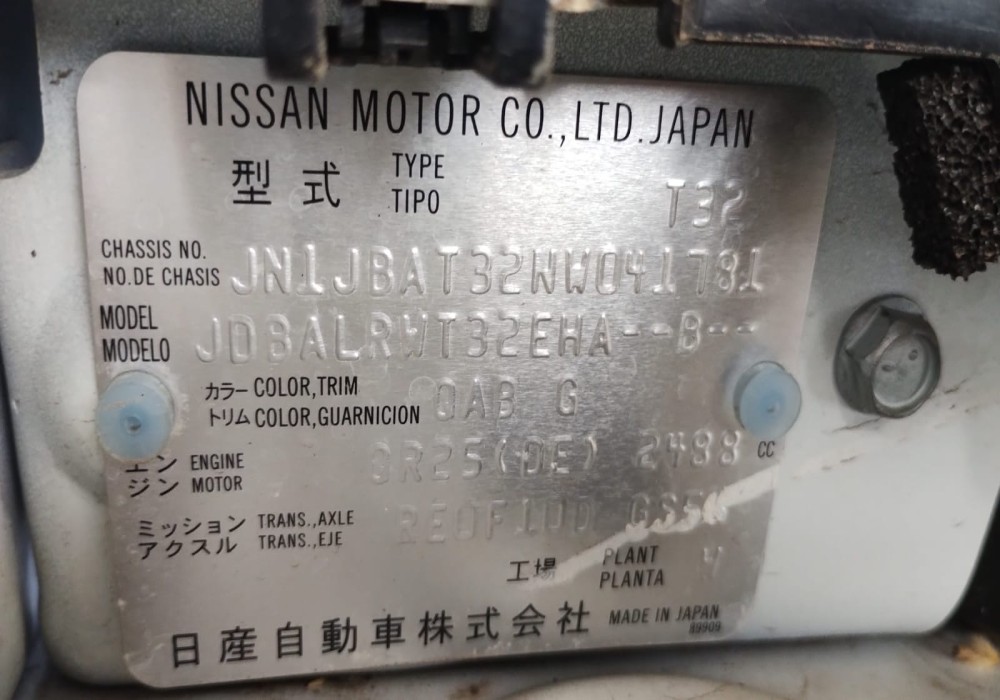 NISSAN MOTOR CO.,LTD.JAPAN
型式 TYPE
TIPO T32
CHASSIS NO.
NO.DE CHASIS JN1JBAT32NW041781
MODEL
MODELO JDBALRWT32EHA--B--
カラー COLOR,TRIM
トリム COLOR,GUARNICION QAB G
エン ENGINE
ジン MOTOR QR25(DE) 2488 CC
ミッション TRANS.,AXLE
アクスル TRANS.,EJE
工場 PLANT
PLANTA
日産自動車株式会社 MADE IN JAPAN